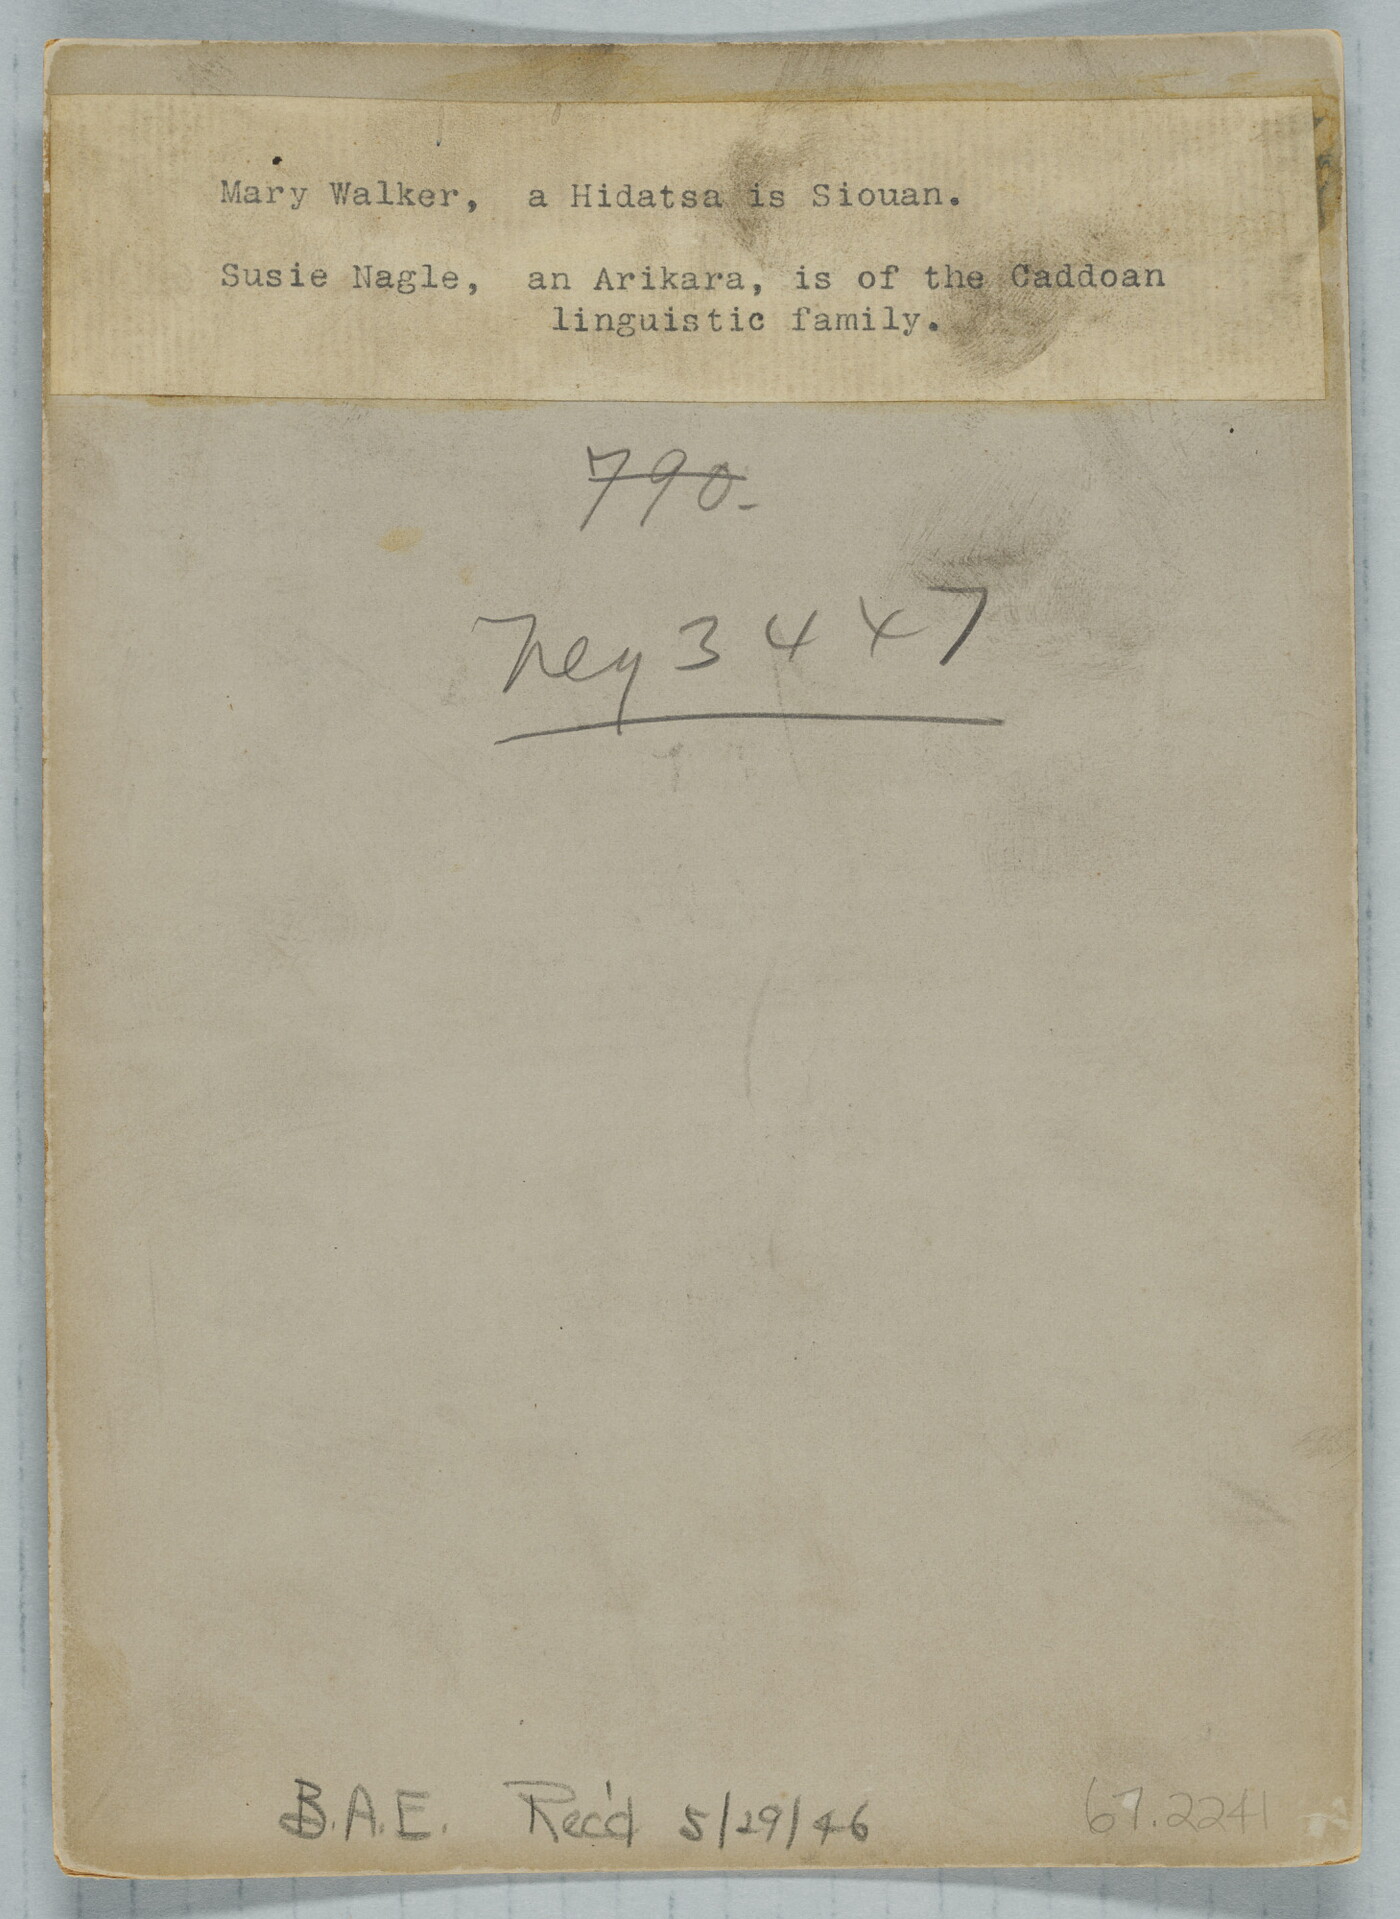 Mary Walker, a Hidatsa is Siouan.
Susie Nagle, an Arikara, is of the Caddoan
linguistic family.
790-
Neg 3447
B.A.E. Rec'd 5/29/46
67.2241